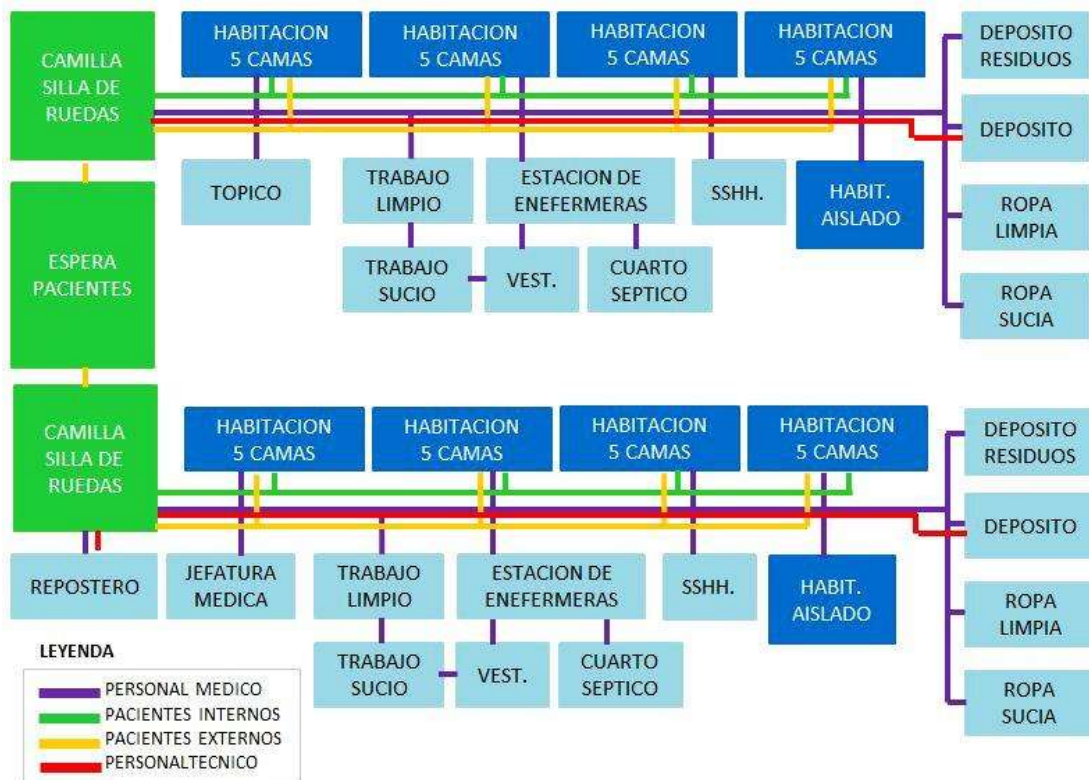 CAMILLA
SILLA DE
RUEDAS
HABITACION
5 CAMAS
HABITACION
5 CAMAS
HABITACION
5 CAMAS
HABITACION
5 CAMAS
DEPOSITO
RESIDUOS
DEPOSITO
TOPICO
TRABAJO
LIMPIO
ESTACION DE
ENEFERMERAS
SSHH.
HABIT.
AISLADO
ROPA
LIMPIA
ESPERA
PACIENTES
TRABAJO
SUCIO
VEST.
CUARTO
SEPTICO
ROPA
SUCIA
CAMILLA
SILLA DE
RUEDAS
HABITACION
5 CAMAS
HABITACION
5 CAMAS
HABITACION
5 CAMAS
HABITACION
5 CAMAS
DEPOSITO
RESIDUOS
DEPOSITO
REPOSTERO
JEFATURA
MEDICA
TRABAJO
LIMPIO
ESTACION DE
ENEFERMERAS
SSHH.
HABIT.
AISLADO
ROPA
LIMPIA
TRABAJO
SUCIO
VEST.
CUARTO
SEPTICO
ROPA
SUCIA
LEYENDA
PERSONAL MEDICO
PACIENTES INTERNOS
PACIENTES EXTERNOS
PERSONALTECNICO